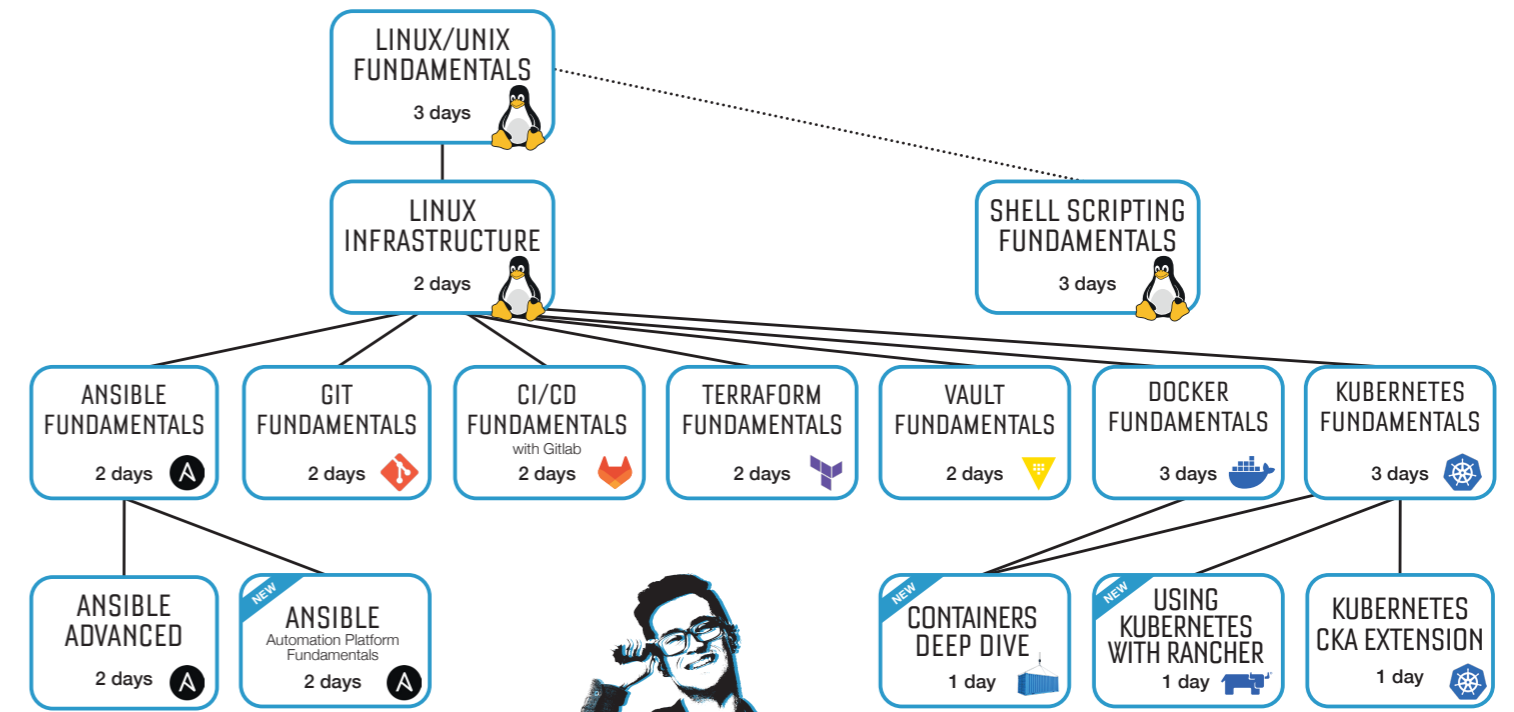 LINUX/UNIX
FUNDAMENTALS
3 days
LINUX
INFRASTRUCTURE
2 days
SHELL SCRIPTING
FUNDAMENTALS
3 days
ANSIBLE
FUNDAMENTALS
2 days
GIT
FUNDAMENTALS
2 days
CI/CD
FUNDAMENTALS
with Gitlab
2 days
TERRAFORM
FUNDAMENTALS
2 days
VAULT
FUNDAMENTALS
2 days
DOCKER
FUNDAMENTALS
3 days
KUBERNETES
FUNDAMENTALS
3 days
ANSIBLE
ADVANCED
2 days
NEW
ANSIBLE
Automation Platform
Fundamentals
2 days
NEW
CONTAINERS
DEEP DIVE
1 day
NEW
USING
KUBERNETES
WITH RANCHER
1 day
KUBERNETES
CKA EXTENSION
1 day